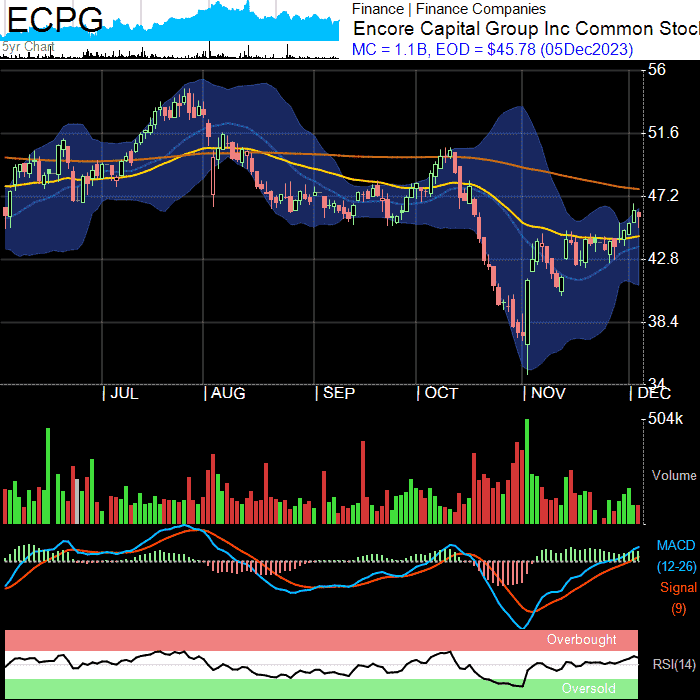 ECPG
5yr Chart
Finance | Finance Companies
Encore Capital Group Inc Common Stoc
MC = 1.1B, EOD = $45.78 (05Dec2023)
56
51.6
47.2
42.8
38.4
34
| JUL | AUG | SEP | OCT | NOV | DEC
504k
Volume
MACD
(12-26)
Signal
(9)
Overbought
RSI(14)
Oversold